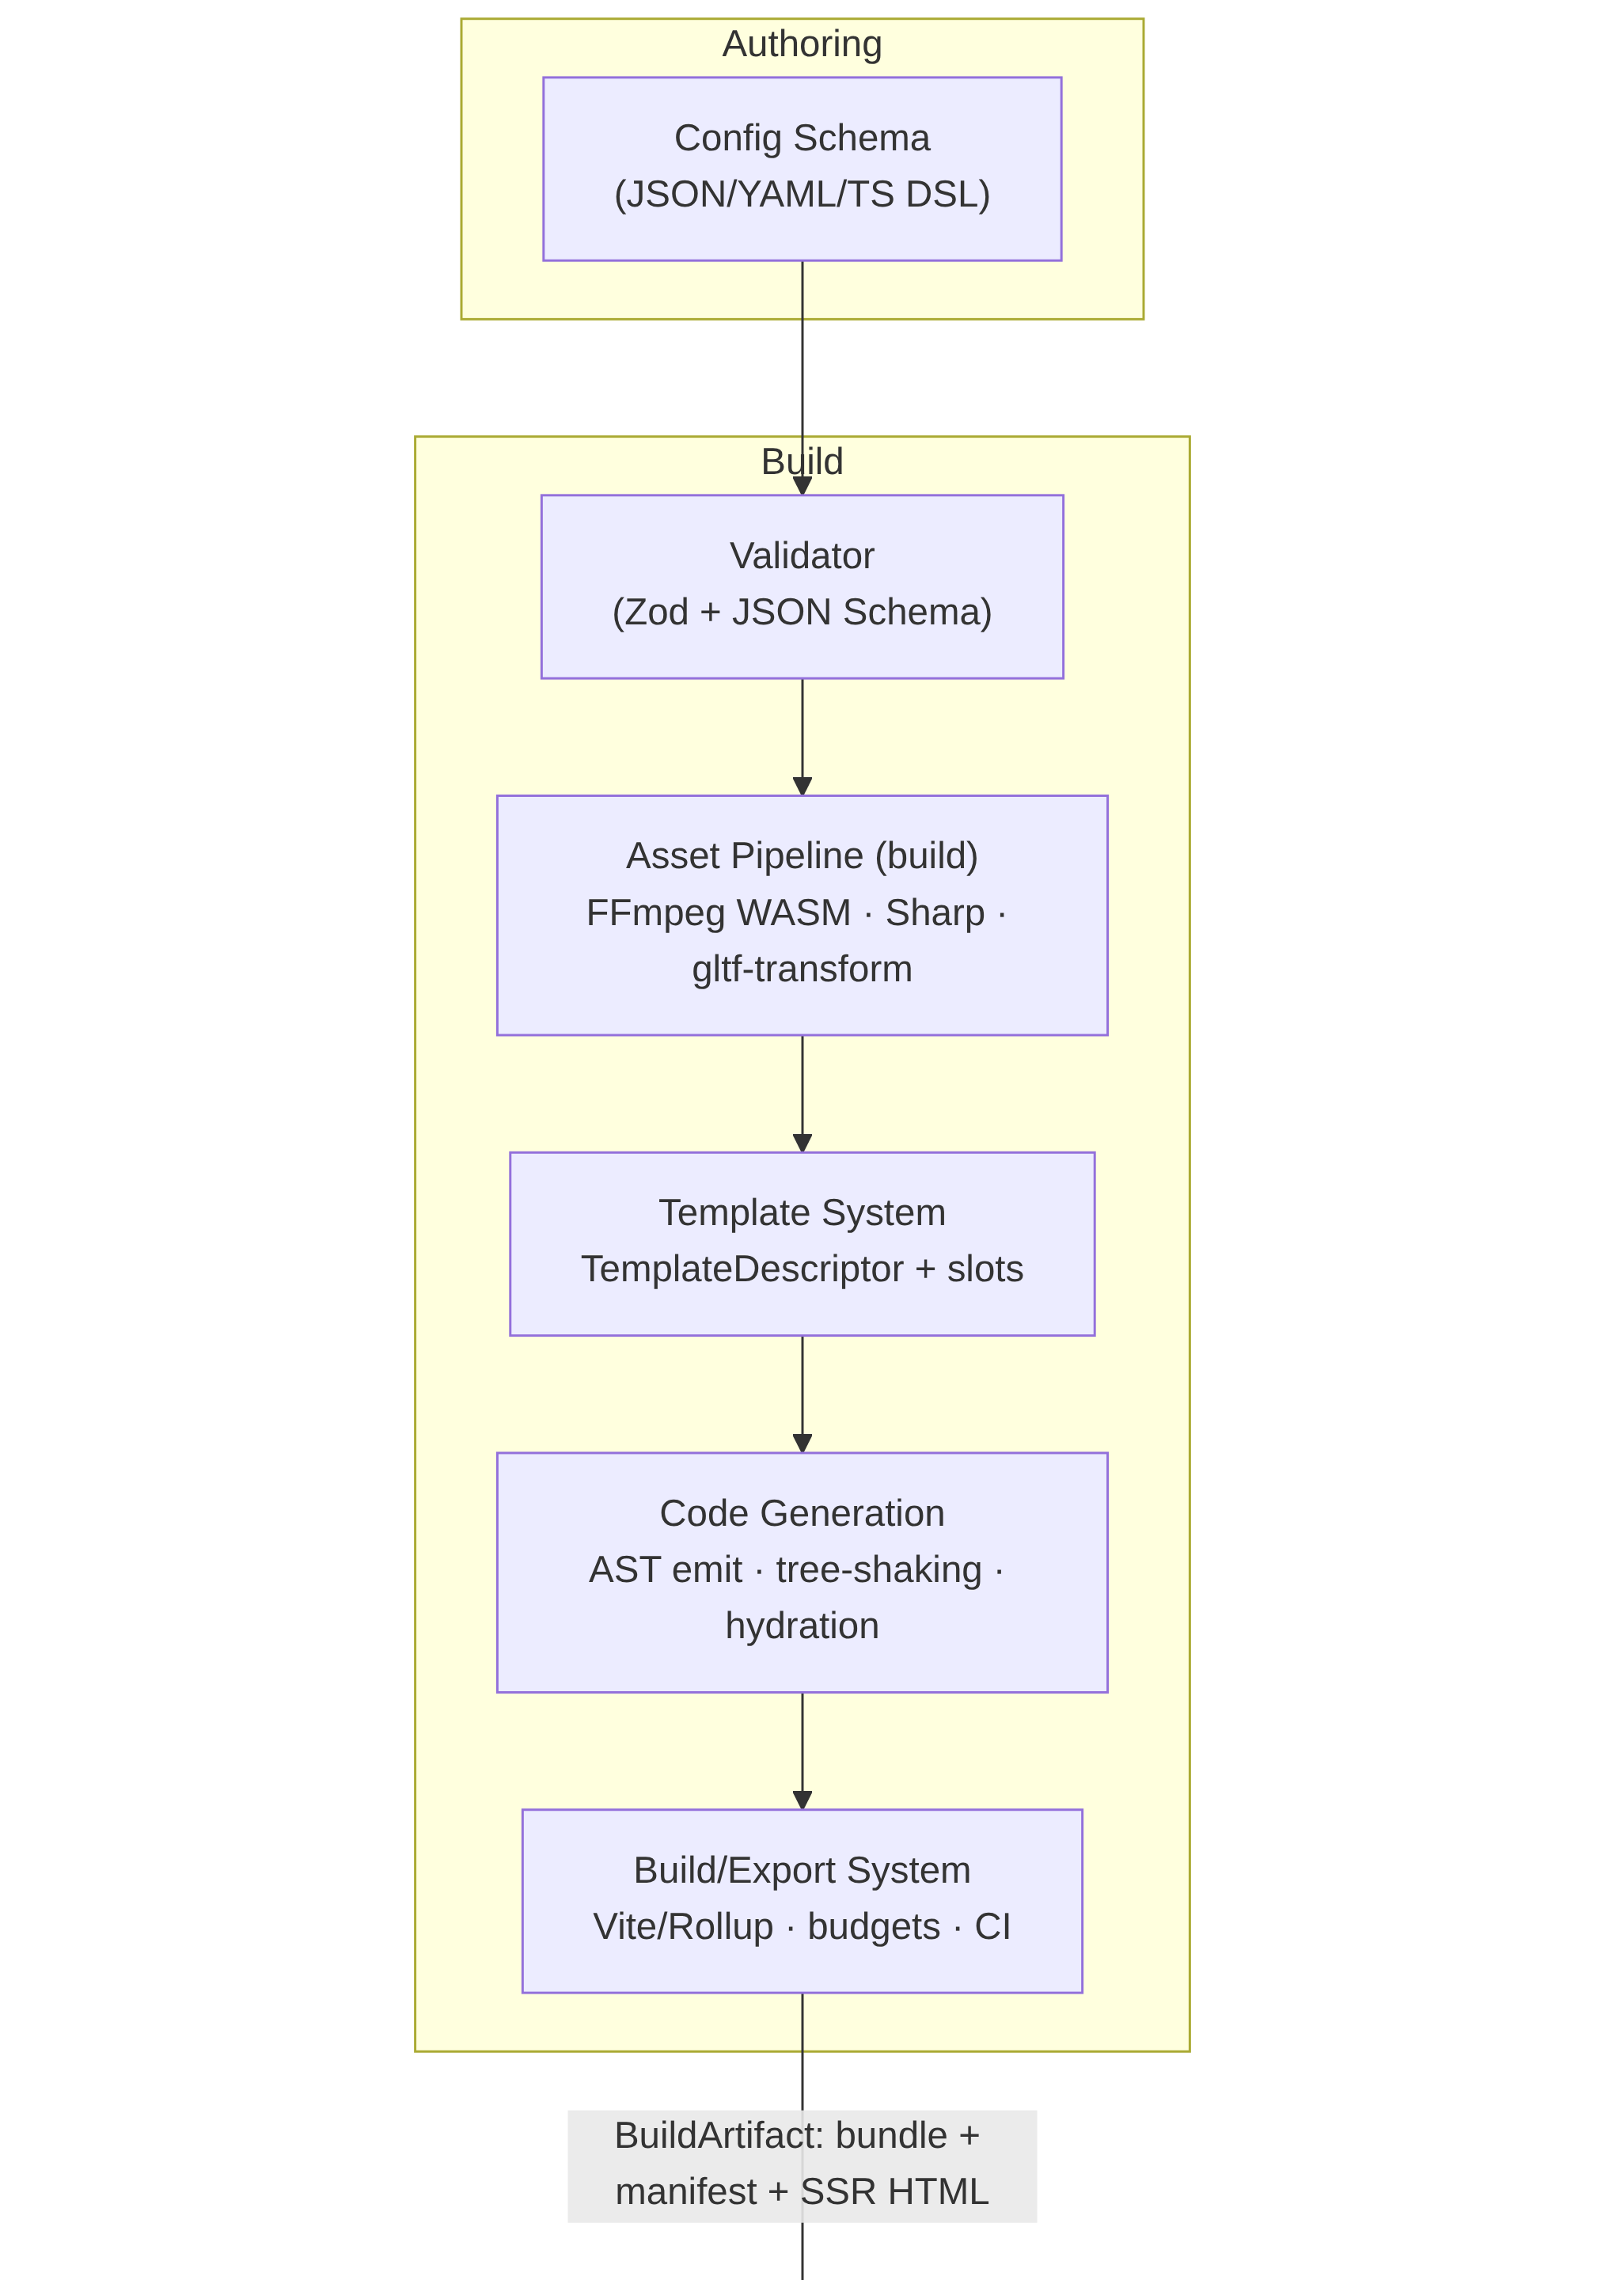 Authoring
Config Schema
(JSON/YAML/TS DSL)
Build
Validator
(Zod + JSON Schema)
Asset Pipeline (build)
FFmpeg WASM · Sharp ·
gltf-transform
Template System
TemplateDescriptor + slots
Code Generation
AST emit · tree-shaking ·
hydration
Build/Export System
Vite/Rollup · budgets · CI
BuildArtifact: bundle +
manifest + SSR HTML